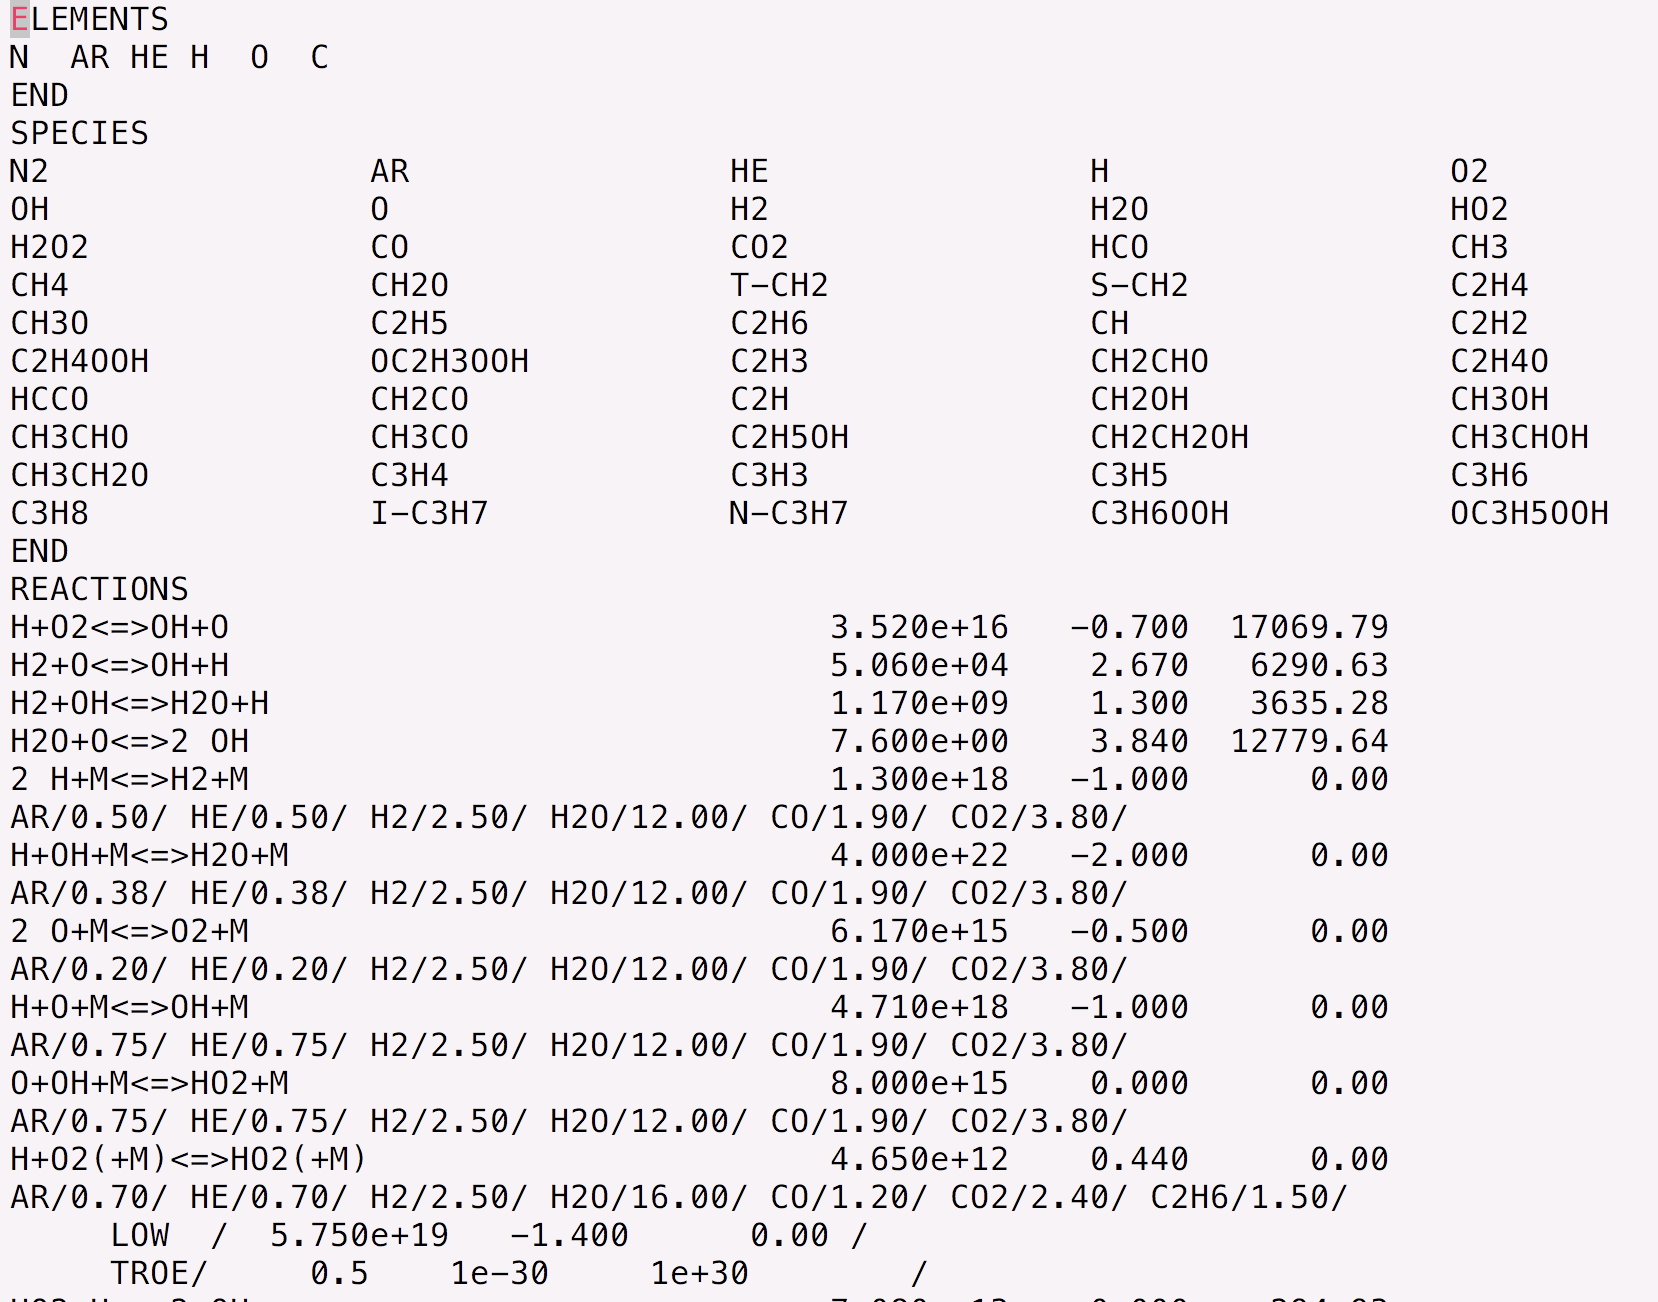 ELEMENTS
N  AR HE H  O  C
END
SPECIES
N2                AR                HE                H                 O2
OH                O                 H2                H2O               HO2
H2O2              CO                CO2               HCO               CH3
CH4               CH2O              T-CH2             S-CH2             C2H4
CH3O              C2H5              C2H6              CH                C2H2
C2H4OOH           OC2H3OOH          C2H3              CH2CHO            C2H4O
HCCO              CH2CO             C2H               CH2OH             CH3OH
CH3CHO            CH3CO             C2H5OH            CH2CH2OH          CH3CHOH
CH3CH2O           C3H4              C3H3              C3H5              C3H6
C3H8              I-C3H7            N-C3H7            C3H6OOH           OC3H5OOH
END
REACTIONS
H+O2<=>OH+O                              3.520e+16   -0.700  17069.79
H2+O<=>OH+H                              5.060e+04    2.670   6290.63
H2+OH<=>H2O+H                            1.170e+09    1.300   3635.28
H2O+O<=>2 OH                             7.600e+00    3.840  12779.64
2 H+M<=>H2+M                             1.300e+18   -1.000      0.00
AR/0.50/ HE/0.50/ H2/2.50/ H2O/12.00/ CO/1.90/ CO2/3.80/
H+OH+M<=>H2O+M                           4.000e+22   -2.000      0.00
AR/0.38/ HE/0.38/ H2/2.50/ H2O/12.00/ CO/1.90/ CO2/3.80/
2 O+M<=>O2+M                             6.170e+15   -0.500      0.00
AR/0.20/ HE/0.20/ H2/2.50/ H2O/12.00/ CO/1.90/ CO2/3.80/
H+O+M<=>OH+M                             4.710e+18   -1.000      0.00
AR/0.75/ HE/0.75/ H2/2.50/ H2O/12.00/ CO/1.90/ CO2/3.80/
O+OH+M<=>HO2+M                           8.000e+15    0.000      0.00
AR/0.75/ HE/0.75/ H2/2.50/ H2O/12.00/ CO/1.90/ CO2/3.80/
H+O2(+M)<=>HO2(+M)                       4.650e+12    0.440      0.00
AR/0.70/ HE/0.70/ H2/2.50/ H2O/16.00/ CO/1.20/ CO2/2.40/ C2H6/1.50/
     LOW  /  5.750e+19   -1.400      0.00 /
     TROE/     0.5    1e-30     1e+30        /